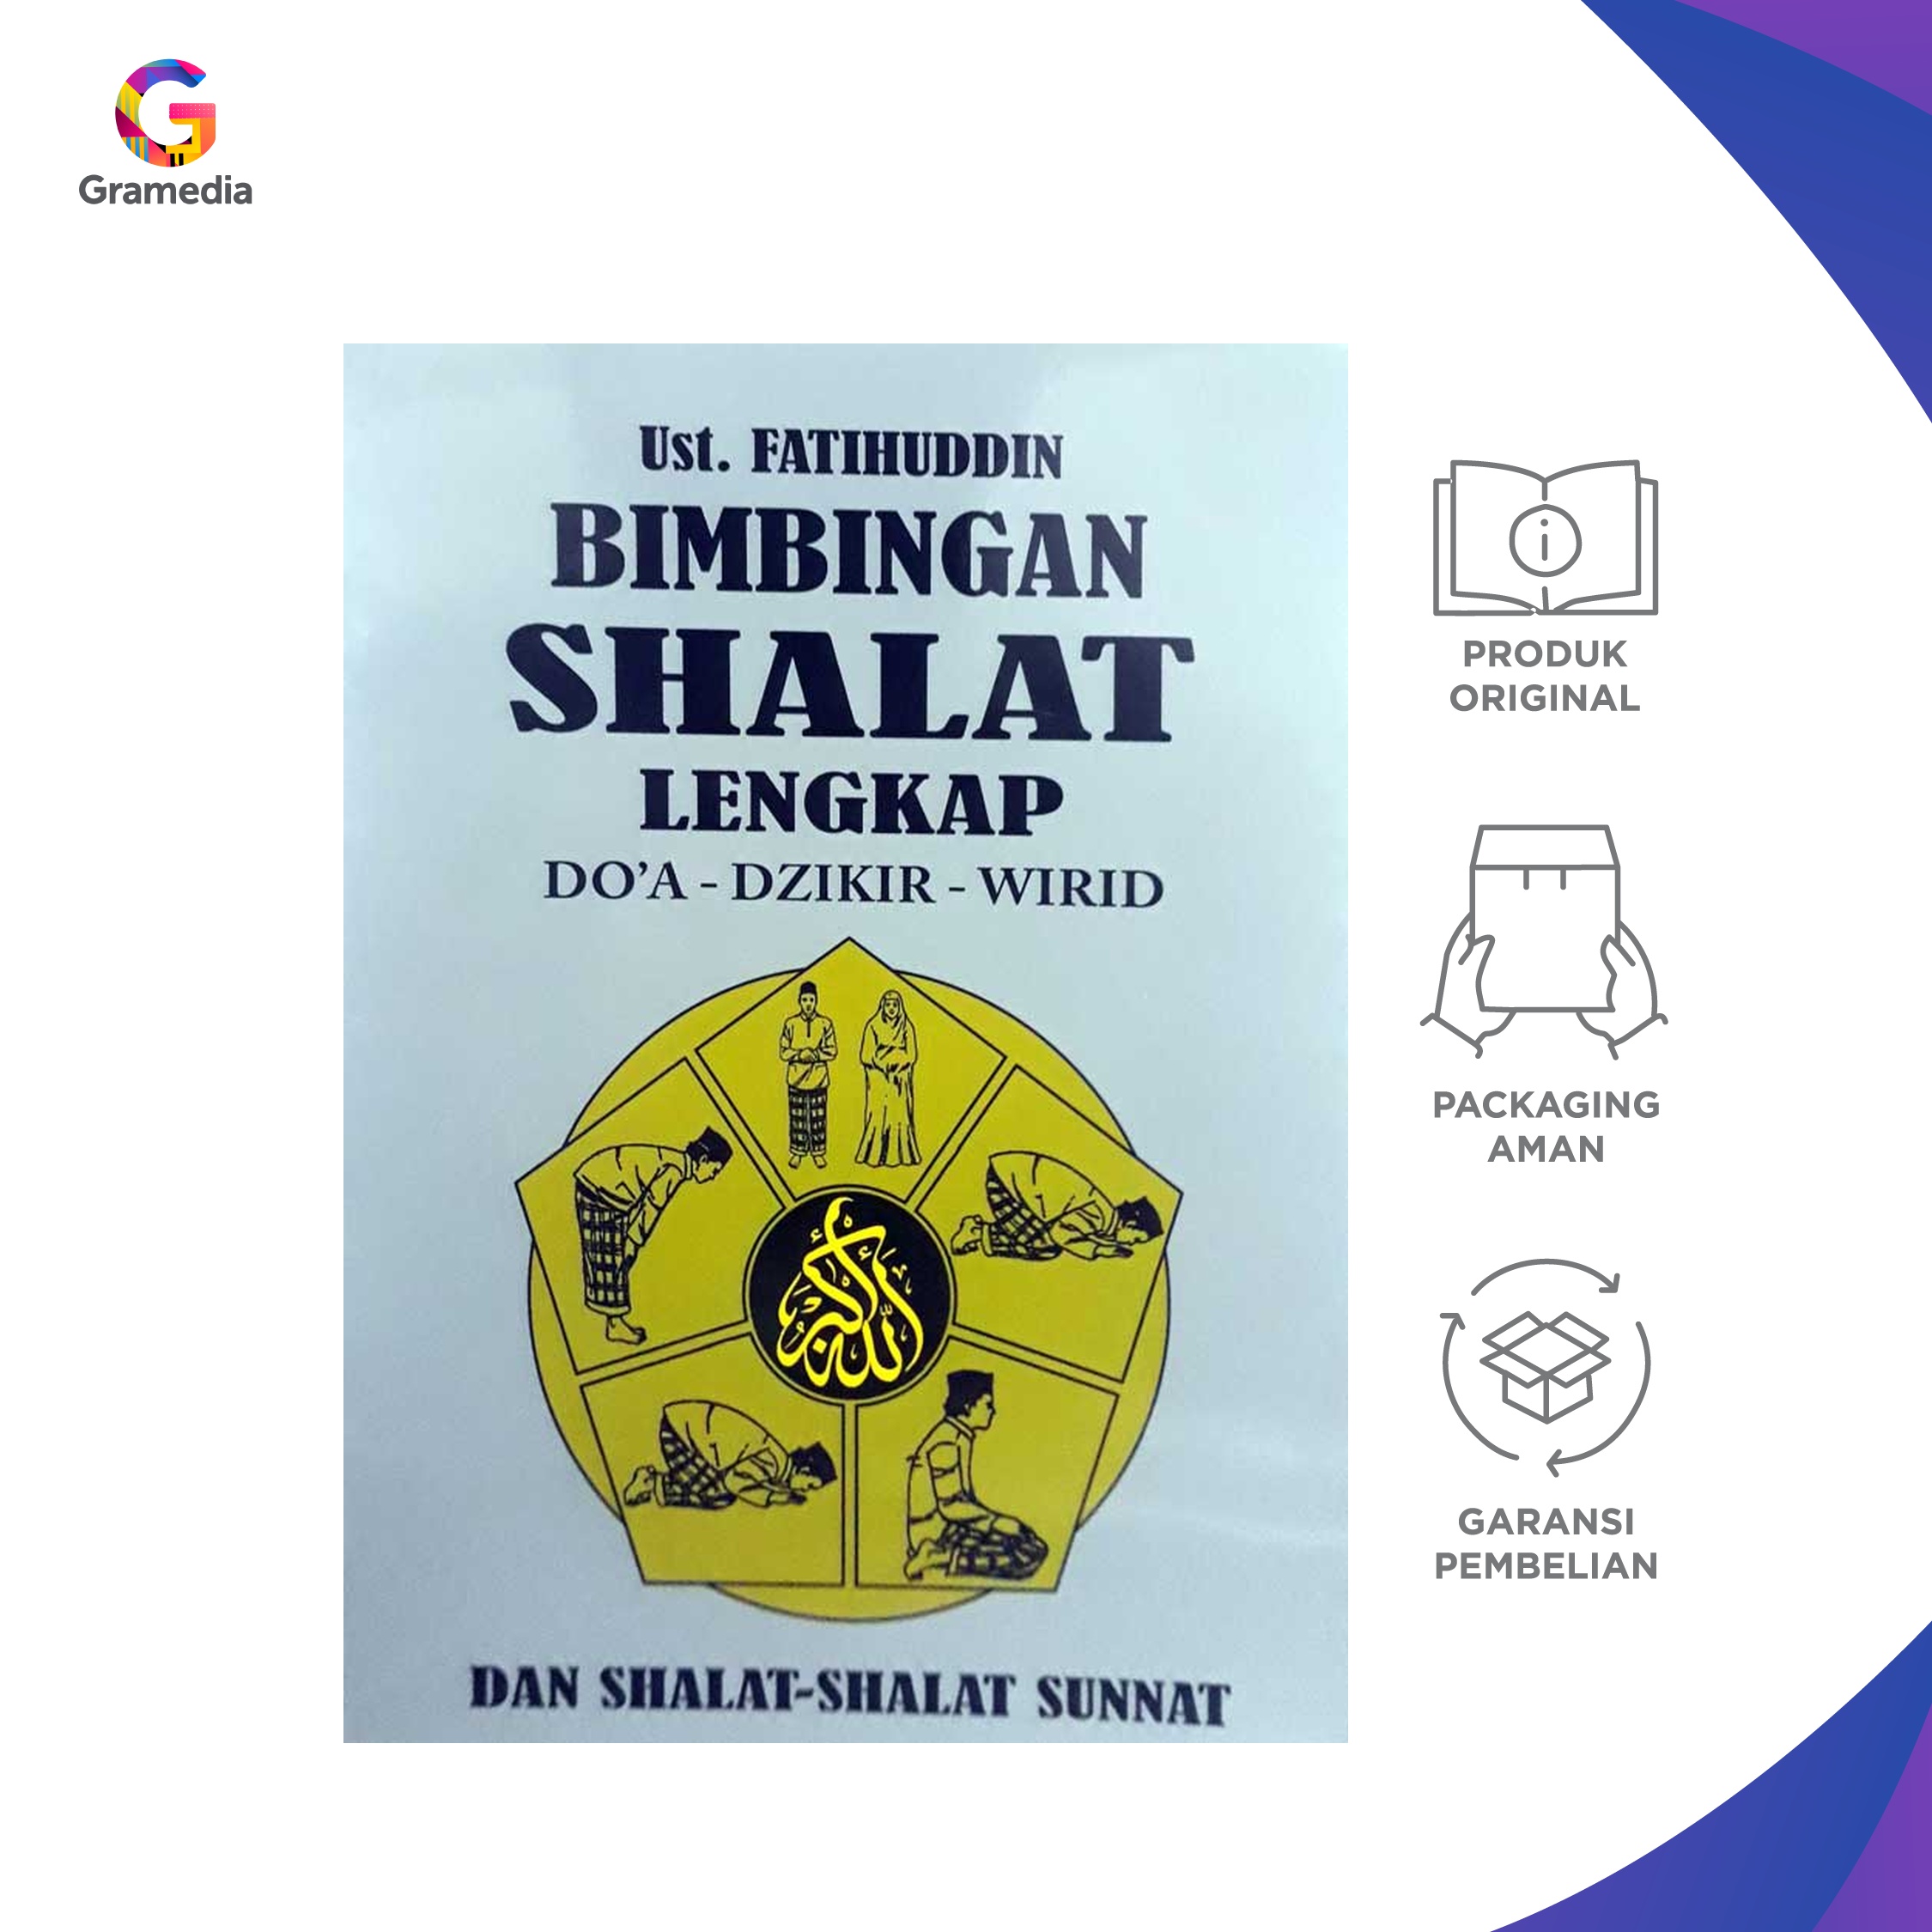 Gramedia
Ust. FATIHUDDIN
BIMBINGAN
SHALAT
LENGKAP
DO'A - DZIKIR - WIRID
الله أكبر
DAN SHALAT-SHALAT SUNNAT
PRODUK
ORIGINAL
PACKAGING
AMAN
GARANSI
PEMBELIAN